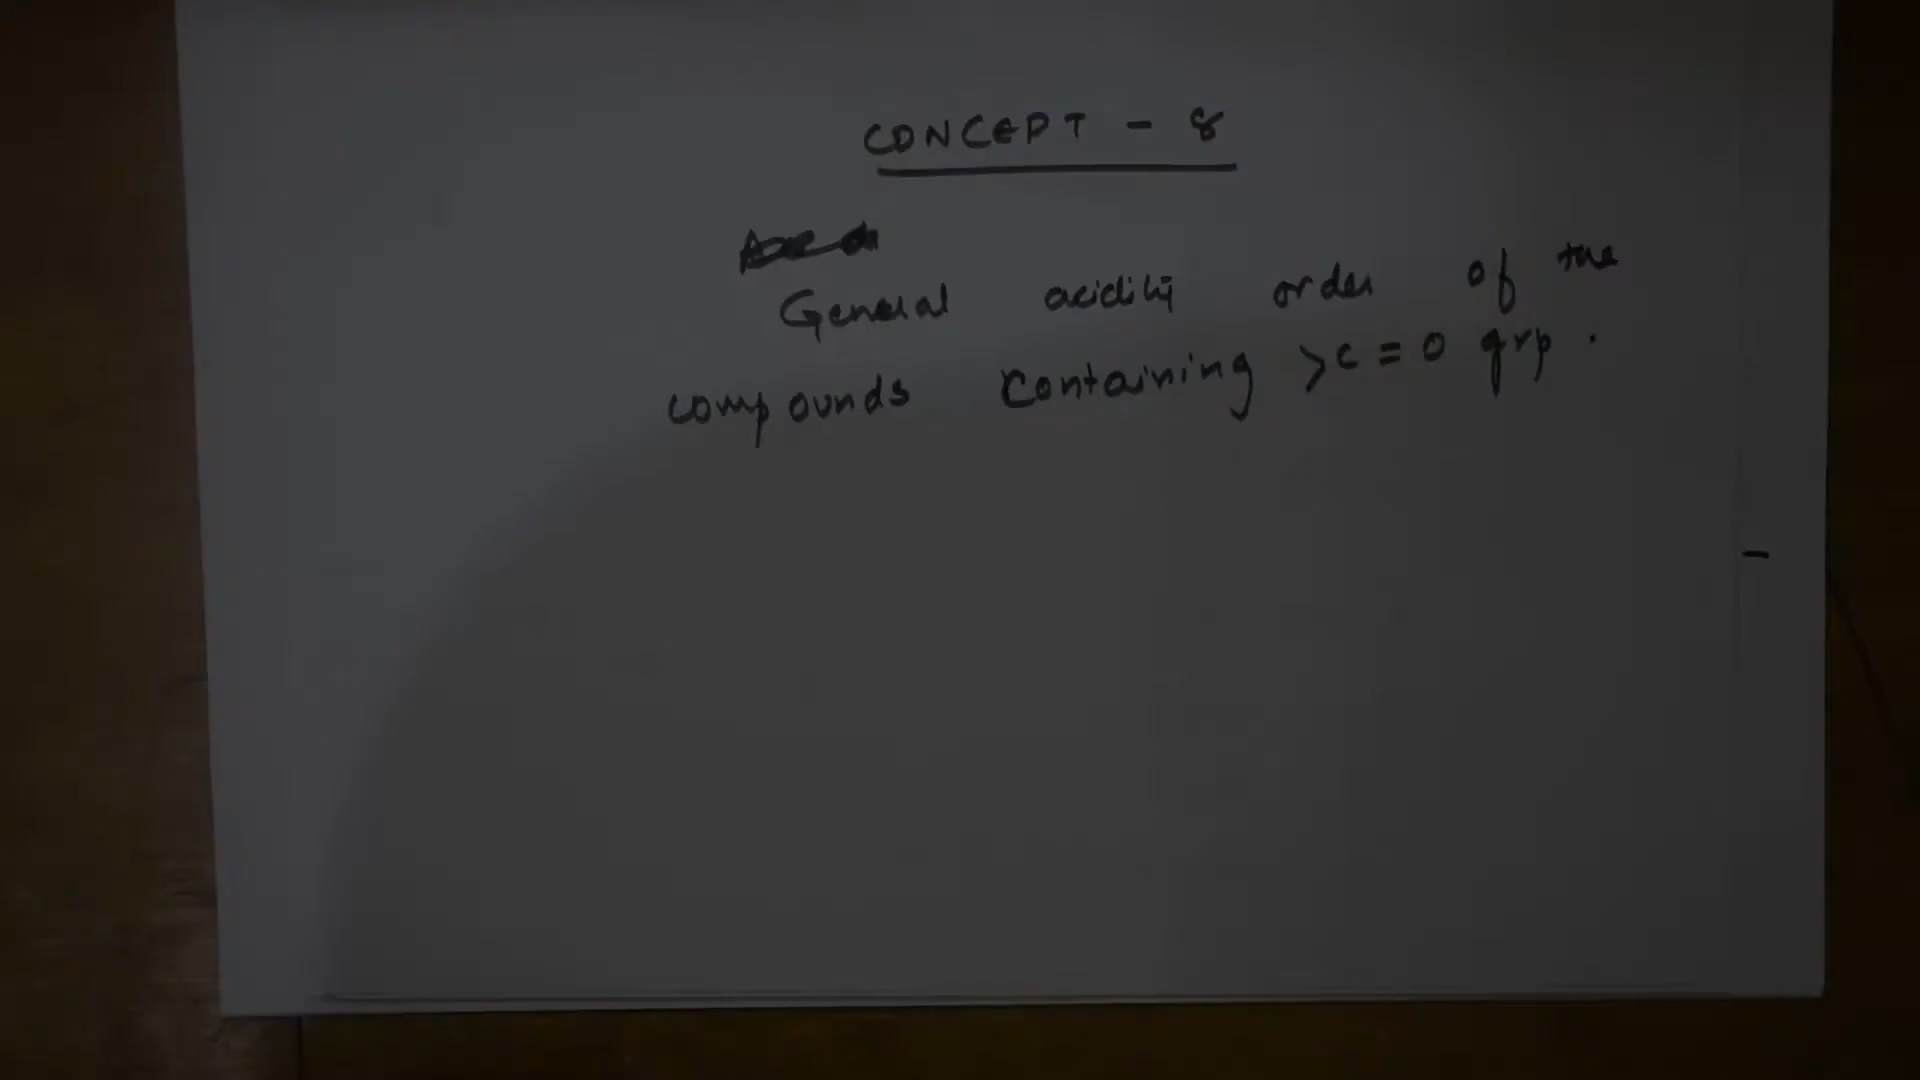 CONCEPT - 8
General acidity order of the
compounds containing >C=O grp.